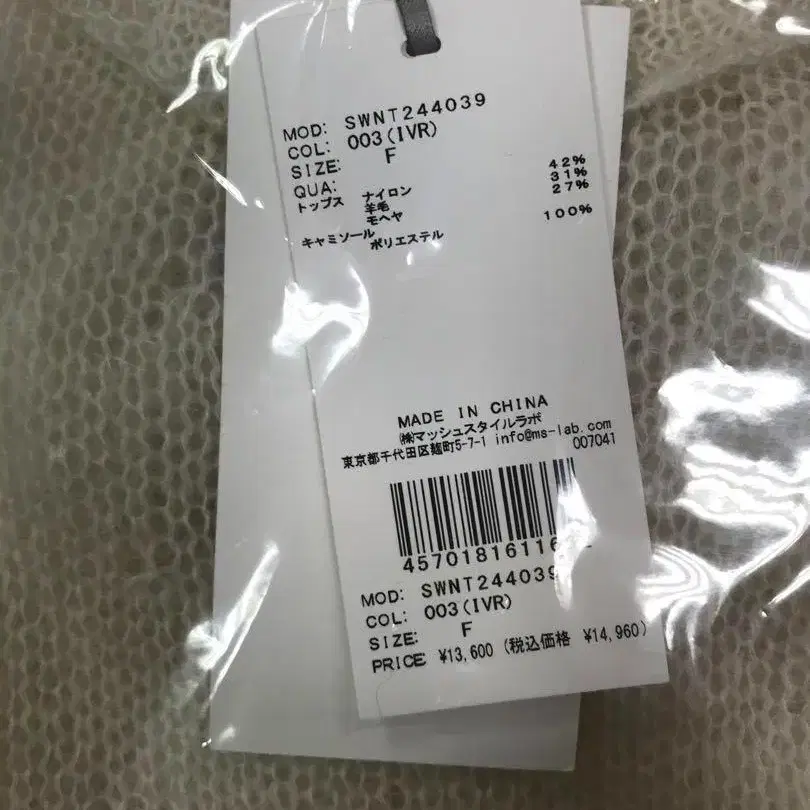 MOD: SWNT244039
COL: 003(IVR)
SIZE: F
QUA:
トップス ナイロン 42%
羊毛 31%
モヘヤ 27%
キャミソール
ポリエステル 100%
MADE IN CHINA
㈱マッシュスタイルラボ
東京都千代田区麹町5-7-1 info@ms-lab.com
007041
45701816116
MOD: SWNT244039
COL: 003(IVR)
SIZE: F
PRICE: ¥13,600 (税込価格 ¥14,960)